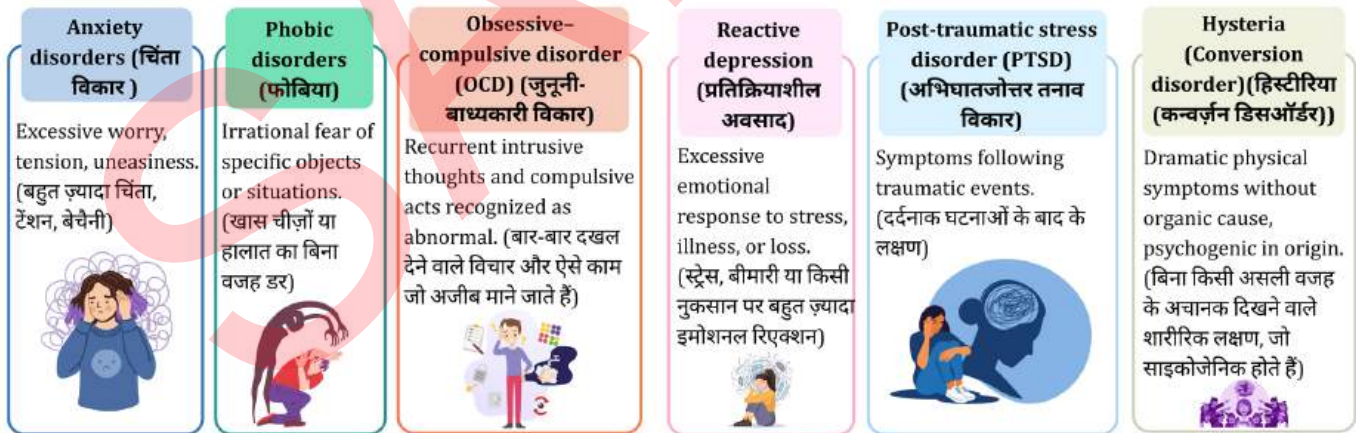 Anxiety
disorders (चिंता
विकार )
Excessive worry,
tension, uneasiness.
(बहुत ज़्यादा चिंता,
टेंशन, बेचैनी)
Phobic
disorders
(फोबिया)
Irrational fear of
specific objects
or situations.
(खास चीज़ों या
हालात का बिना
वजह डर)
Obsessive–
compulsive disorder
(OCD) (जुनूनी-
बाध्यकारी विकार)
Recurrent intrusive
thoughts and compulsive
acts recognized as
abnormal. (बार-बार दखल
देने वाले विचार और ऐसे काम
जो अजीब माने जाते हैं)
Reactive
depression
(प्रतिक्रियाशील
अवसाद)
Excessive
emotional
response to stress,
illness, or loss.
(स्ट्रेस, बीमारी या किसी
नुकसान पर बहुत ज़्यादा
इमोशनल रिएक्शन)
Post-traumatic stress
disorder (PTSD)
(अभिघातजोत्तर तनाव
विकार)
Symptoms following
traumatic events.
(दर्दनाक घटनाओं के बाद के
लक्षण)
Hysteria
(Conversion
disorder)(हिस्टीरिया
(कन्वर्ज़न डिसऑर्डर))
Dramatic physical
symptoms without
organic cause,
psychogenic in origin.
(बिना किसी असली वजह
के अचानक दिखने वाले
शारीरिक लक्षण, जो
साइकोजेनिक होते हैं)